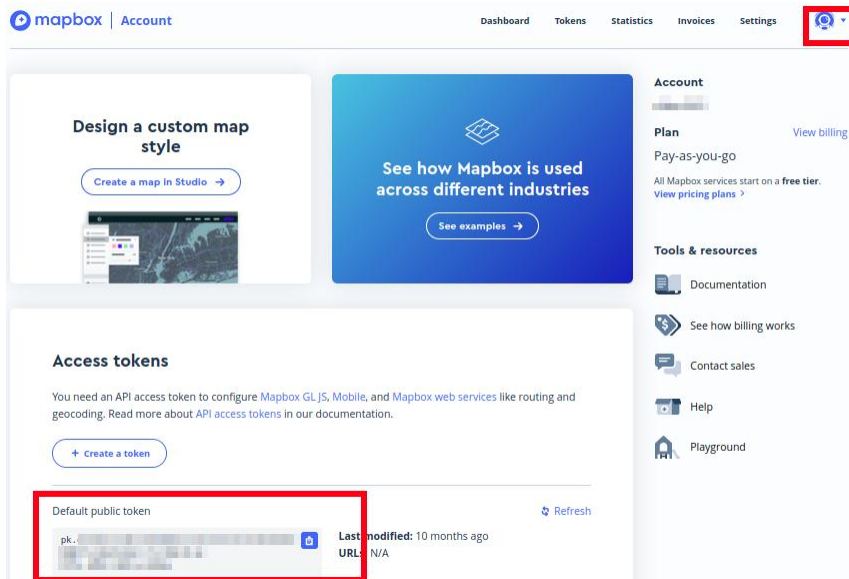 mapbox | Account
Dashboard Tokens Statistics Invoices Settings
Design a custom map
style
Create a map in Studio →
See how Mapbox is used
across different industries
See examples →
Account
Plan View billing
Pay-as-you-go
All Mapbox services start on a free tier.
View pricing plans >
Tools & resources
Documentation
See how billing works
Contact sales
Help
Playground
Access tokens
You need an API access token to configure Mapbox GL JS, Mobile, and Mapbox web services like routing and
geocoding. Read more about API access tokens in our documentation.
+ Create a token
Default public token Refresh
pk.
Last modified: 10 months ago
URLs N/A